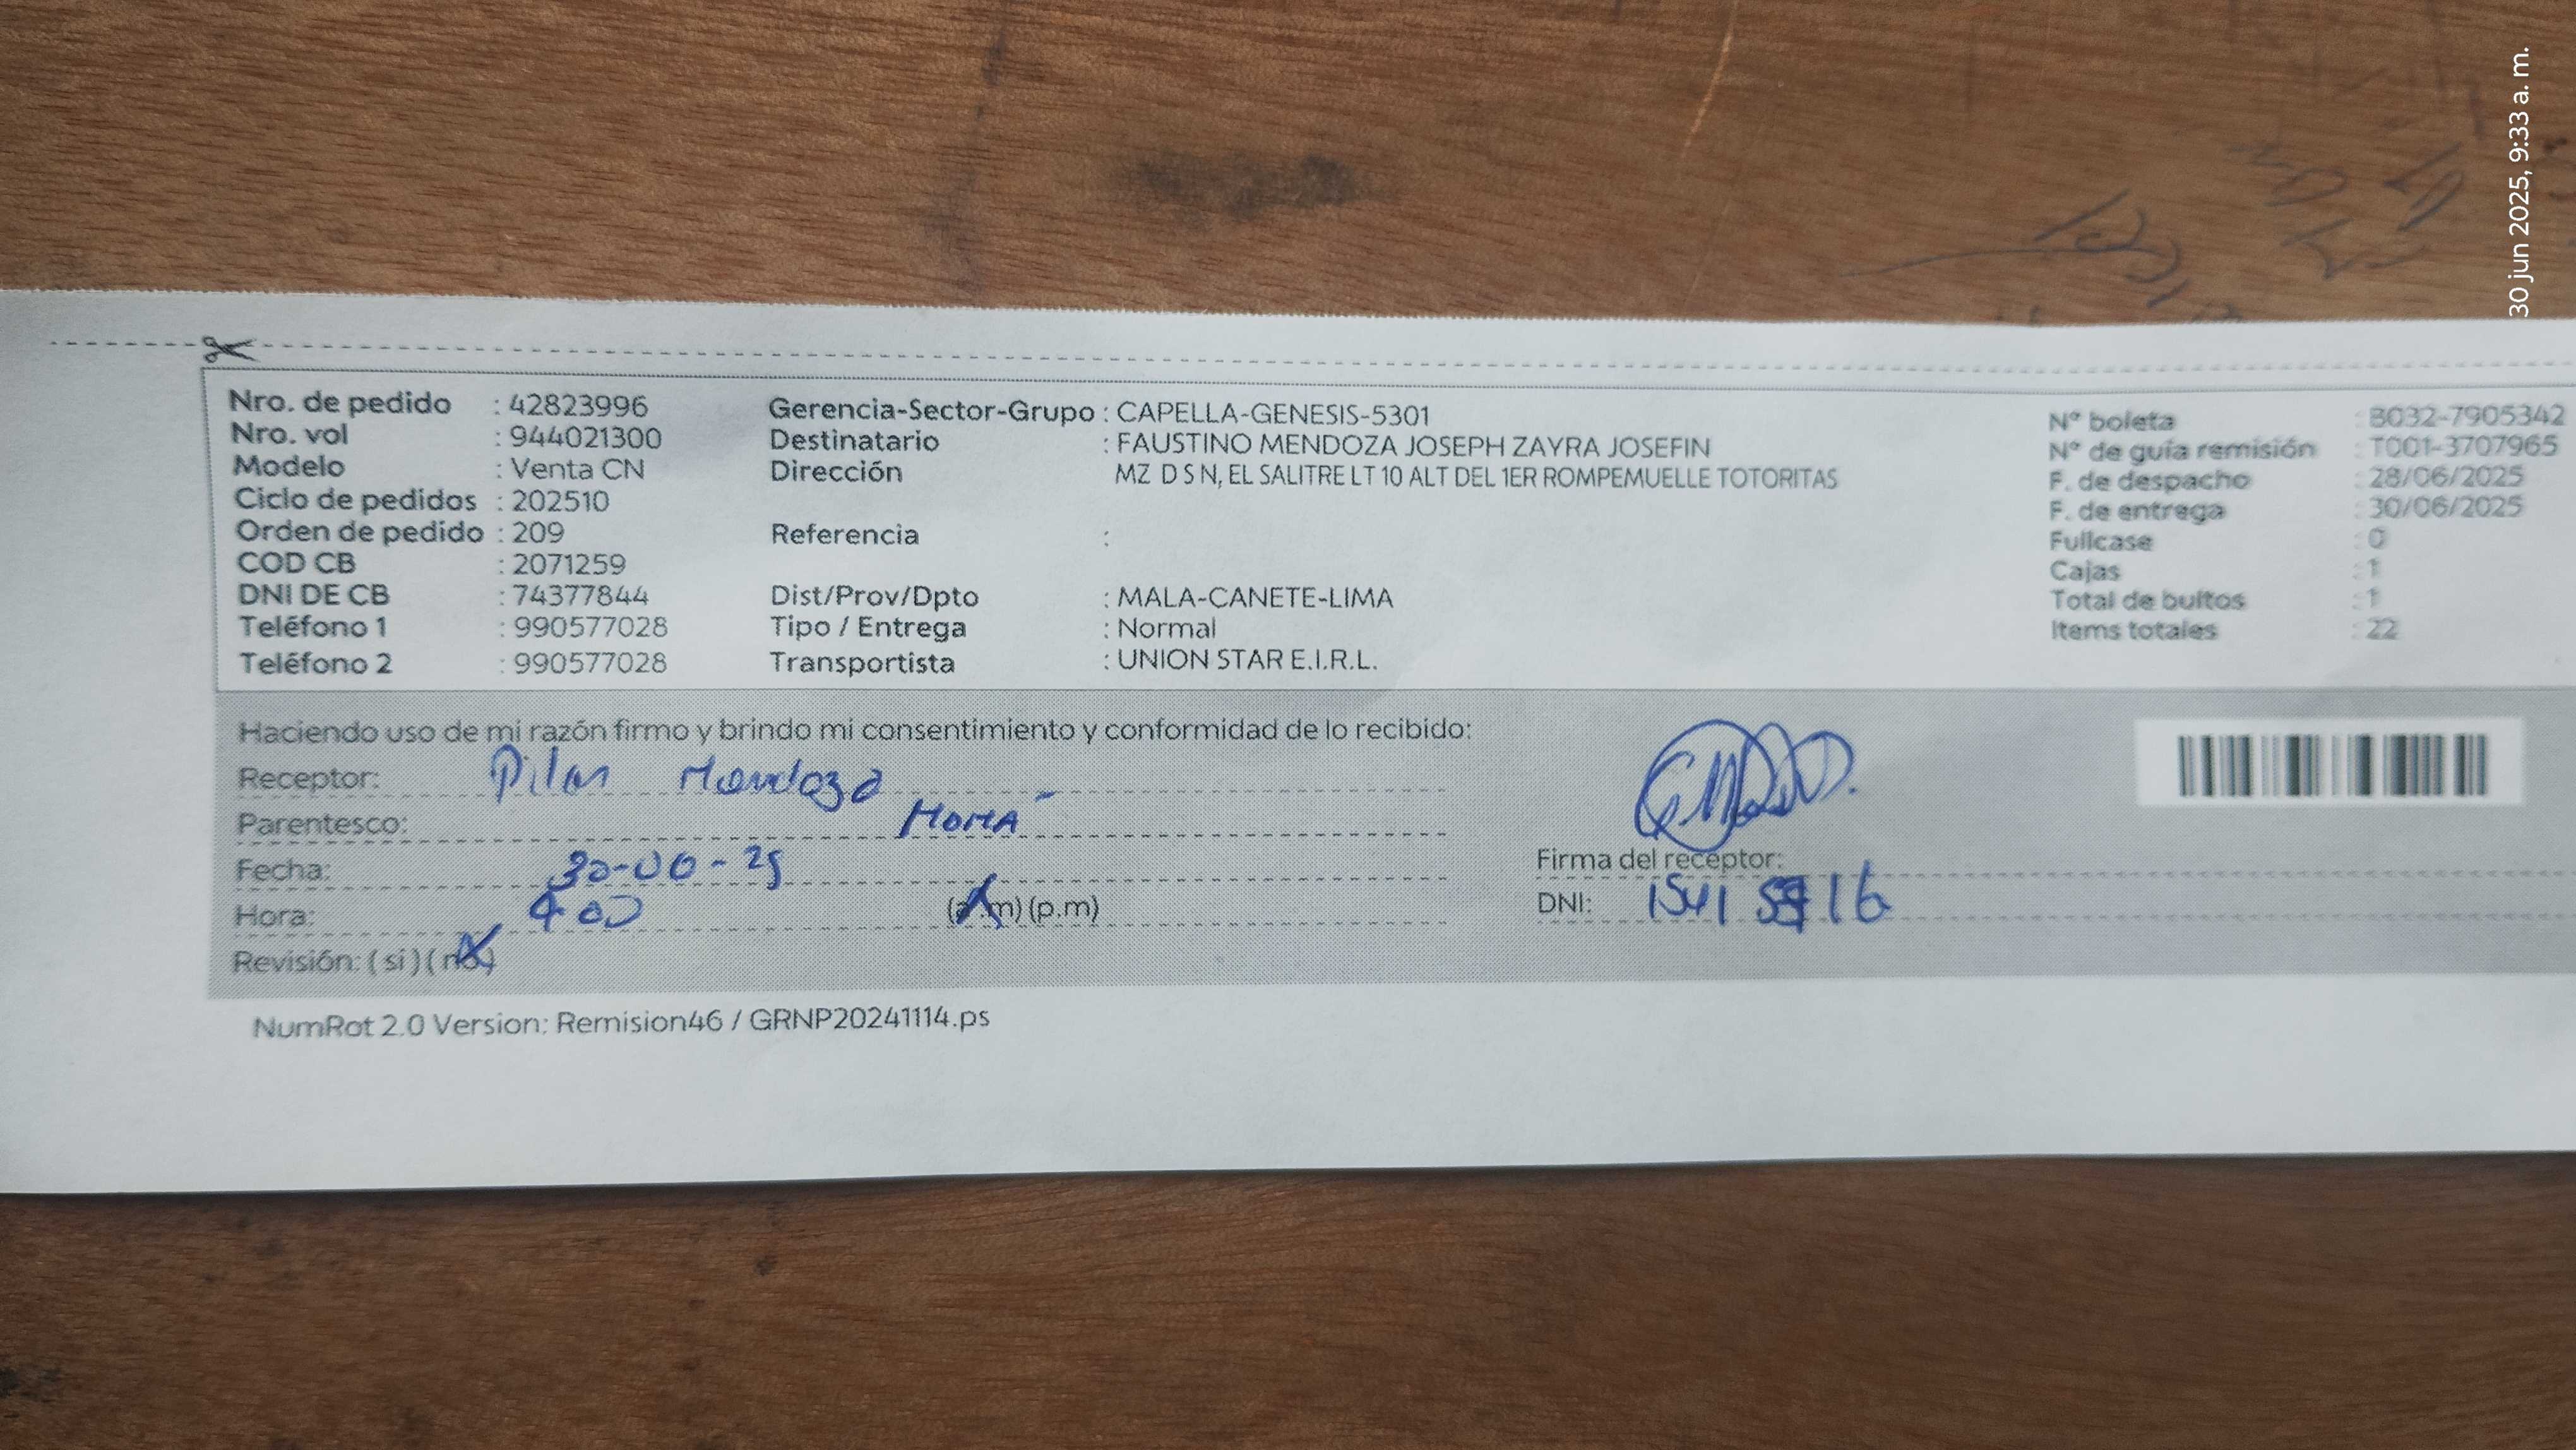 30 jun 2025, 9:33 a. m.
Nro. de pedido : 42823996
Nro. vol : 944021300
Modelo : Venta CN
Ciclo de pedidos : 202510
Orden de pedido : 209
COD CB : 2071259
DNI DE CB : 74377844
Teléfono 1 : 990577028
Teléfono 2 : 990577028
Gerencia-Sector-Grupo : CAPELLA-GENESIS-5301
Destinatario : FAUSTINO MENDOZA JOSEPH ZAYRA JOSEFIN
Dirección MZ D S N, EL SALITRE LT 10 ALT DEL 1ER ROMPEMUELLE TOTORITAS
Referencia :
Dist/Prov/Dpto : MALA-CANETE-LIMA
Tipo / Entrega : Normal
Transportista : UNION STAR E.I.R.L.
Nº boleta : B032-7905342
Nº de guía remisión : T001-3707965
F. de despacho : 28/06/2025
F. de entrega : 30/06/2025
Fullcase : 0
Cajas : 1
Total de bultos : 1
Items totales : 22
Haciendo uso de mi razón firmo y brindo mi consentimiento y conformidad de lo recibido:
Receptor: Pilar Mendoza
Parentesco: MAMÁ
Fecha: 30-06-25
Hora: (a.m) (p.m)
Revisión: ( si ) ( no )
Firma del receptor:
DNI:
NumRot 2.0 Version: Remision46 / GRNP20241114.ps